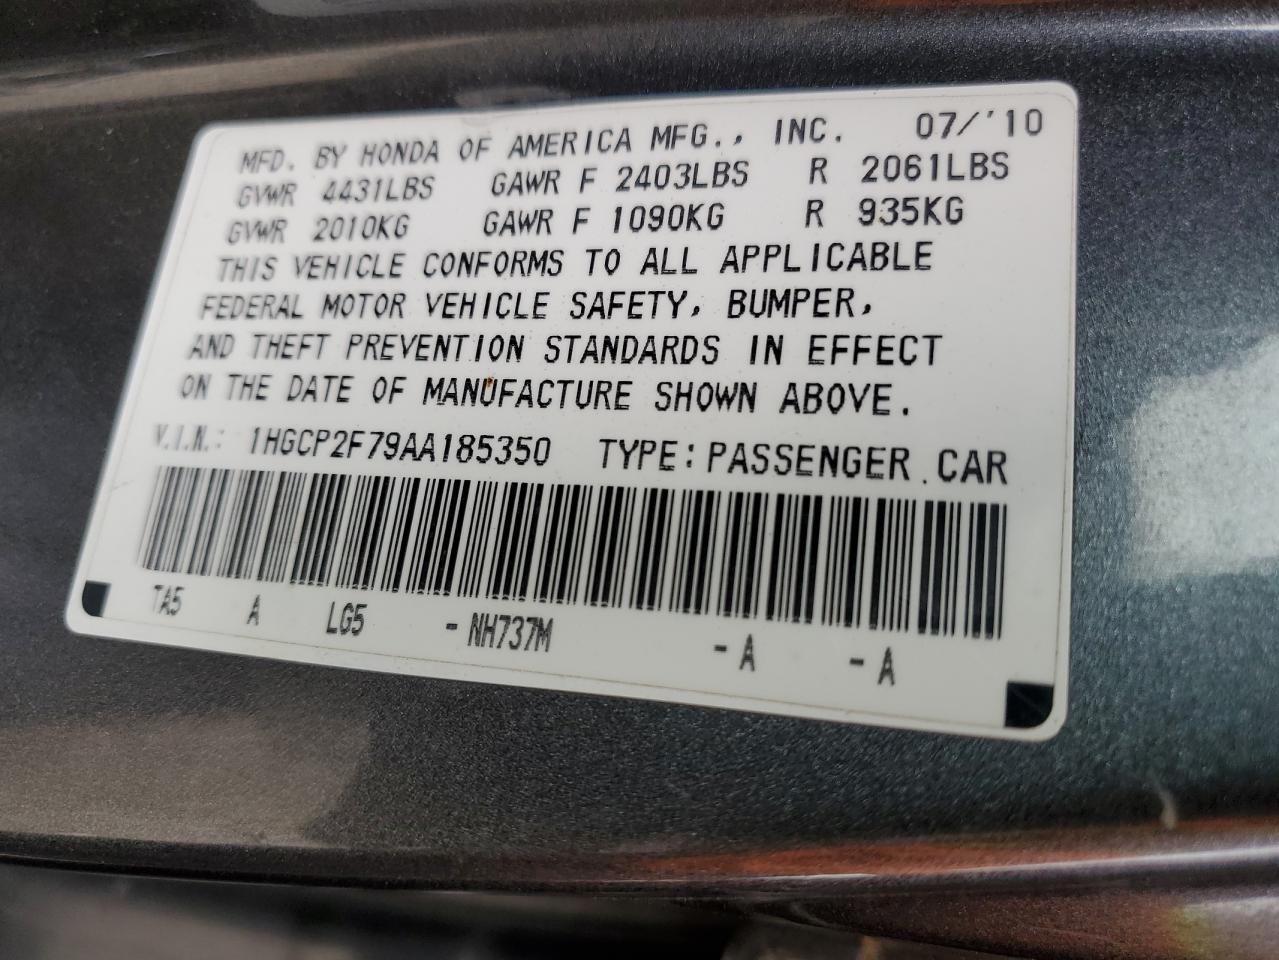 MFD. BY HONDA OF AMERICA MFG., INC. 07/'10
GVWR 4431LBS GAWR F 2403LBS R 2061LBS
GVWR 2010KG GAWR F 1090KG R 935KG
THIS VEHICLE CONFORMS TO ALL APPLICABLE
FEDERAL MOTOR VEHICLE SAFETY, BUMPER,
AND THEFT PREVENTION STANDARDS IN EFFECT
ON THE DATE OF MANUFACTURE SHOWN ABOVE.
V.I.N.: 1HGCP2F79AA185350 TYPE: PASSENGER CAR
TA5 A LG5 - NH737M - A - A